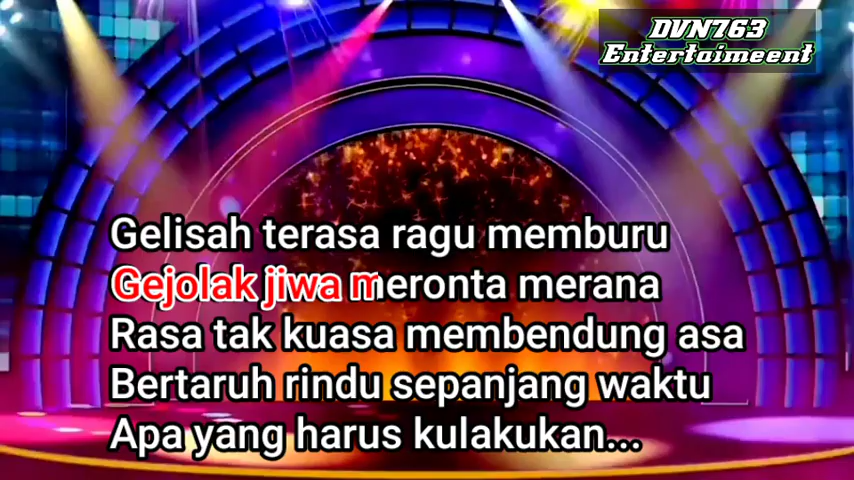 DVN763
Entertaimeent
Gelisah terasa ragu memburu
Gejolak jiwa meronta merana
Rasa tak kuasa membendung asa
Bertaruh rindu sepanjang waktu
Apa yang harus kulakukan...